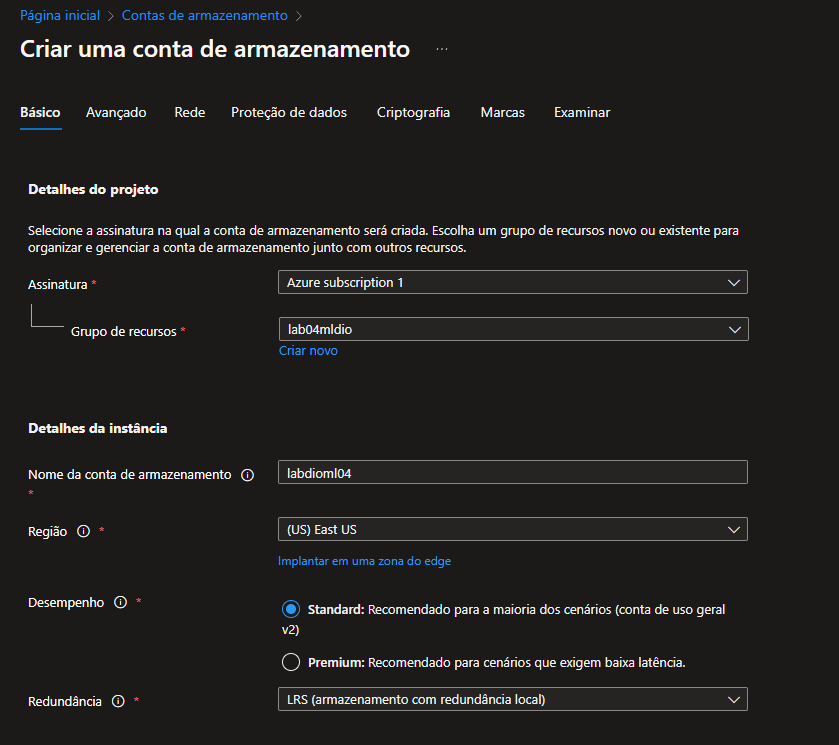 Página inicial > Contas de armazenamento >
Criar uma conta de armazenamento ...
Básico Avançado Rede Proteção de dados Criptografia Marcas Examinar
Detalhes do projeto
Selecione a assinatura na qual a conta de armazenamento será criada. Escolha um grupo de recursos novo ou existente para
organizar e gerenciar a conta de armazenamento junto com outros recursos.
Assinatura *
Azure subscription 1
Grupo de recursos *
lab04mldio
Criar novo
Detalhes da instância
Nome da conta de armazenamento
*
labdioml04
Região *
(US) East US
Implantar em uma zona do edge
Desempenho *
Standard: Recomendado para a maioria dos cenários (conta de uso geral
v2)
Premium: Recomendado para cenários que exigem baixa latência.
Redundância *
LRS (armazenamento com redundância local)